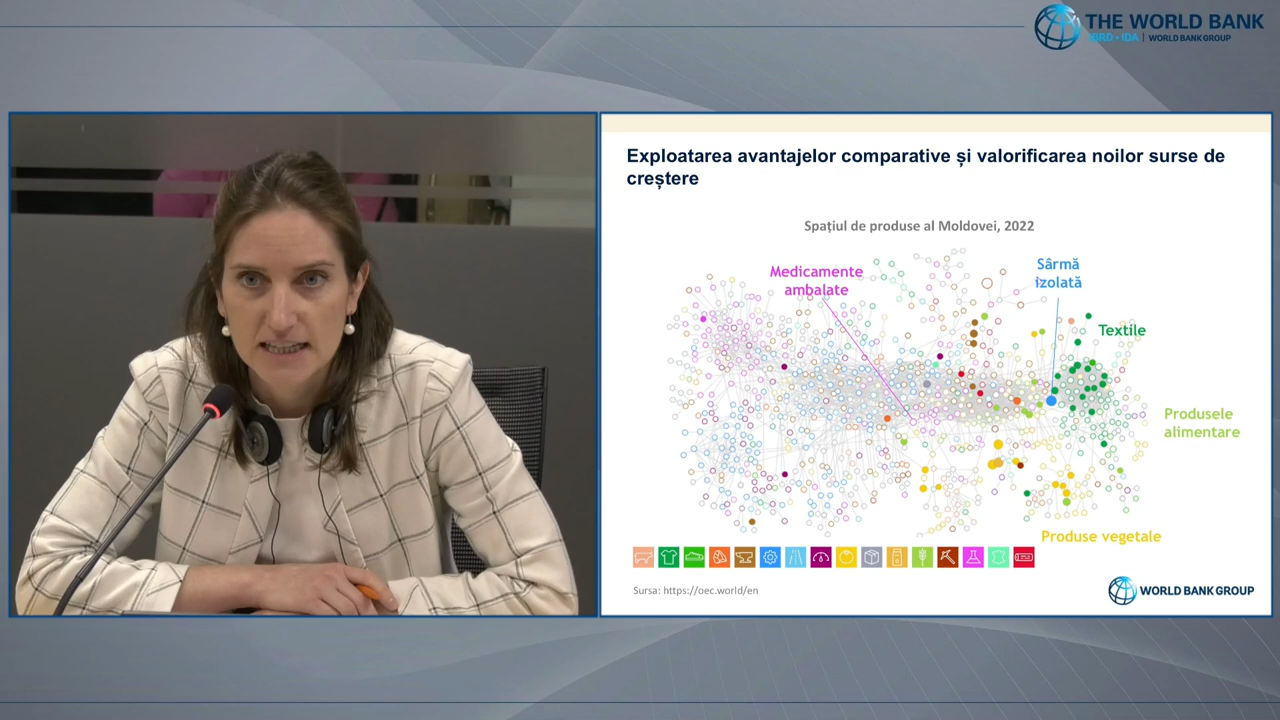 THE WORLD BANK
IBRD • IDA | WORLD BANK GROUP
Exploatarea avantajelor comparative și valorificarea noilor surse de
creștere
Spațiul de produse al Moldovei, 2022
Medicamente
ambalate
Sârmă
izolată
Textile
Produsele
alimentare
Produse vegetale
Sursa: https://oec.world/en
WORLD BANK GROUP